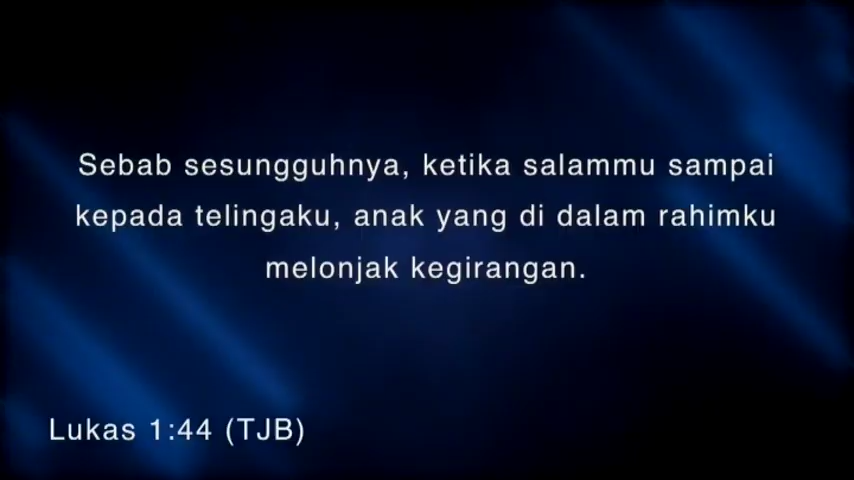 Sebab sesungguhnya, ketika salammu sampai
kepada telingaku, anak yang di dalam rahimku
melonjak kegirangan.
Lukas 1:44 (TJB)